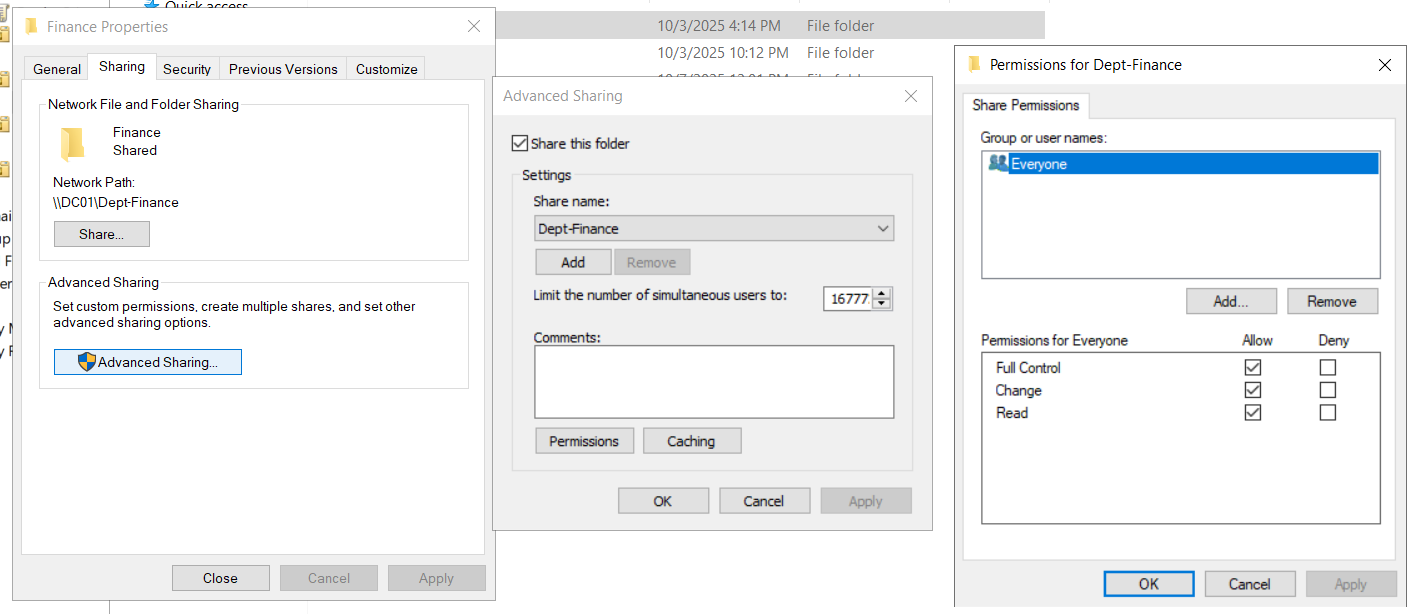 Quick access
Finance Properties
General
Sharing
Security
Previous Versions
Customize
Network File and Folder Sharing
Finance
Shared
Network Path:
\\DC01\Dept-Finance
Share...
Advanced Sharing
Set custom permissions, create multiple shares, and set other
advanced sharing options.
Advanced Sharing...
Close
Cancel
Apply
10/3/2025 4:14 PM File folder
10/3/2025 10:12 PM File folder
Advanced Sharing
Share this folder
Settings
Share name:
Dept-Finance
Add
Remove
Limit the number of simultaneous users to:
16777
Comments:
Permissions
Caching
OK
Cancel
Apply
Permissions for Dept-Finance
Share Permissions
Group or user names:
Everyone
Add...
Remove
Permissions for Everyone Allow Deny
Full Control
Change
Read
OK
Cancel
Apply